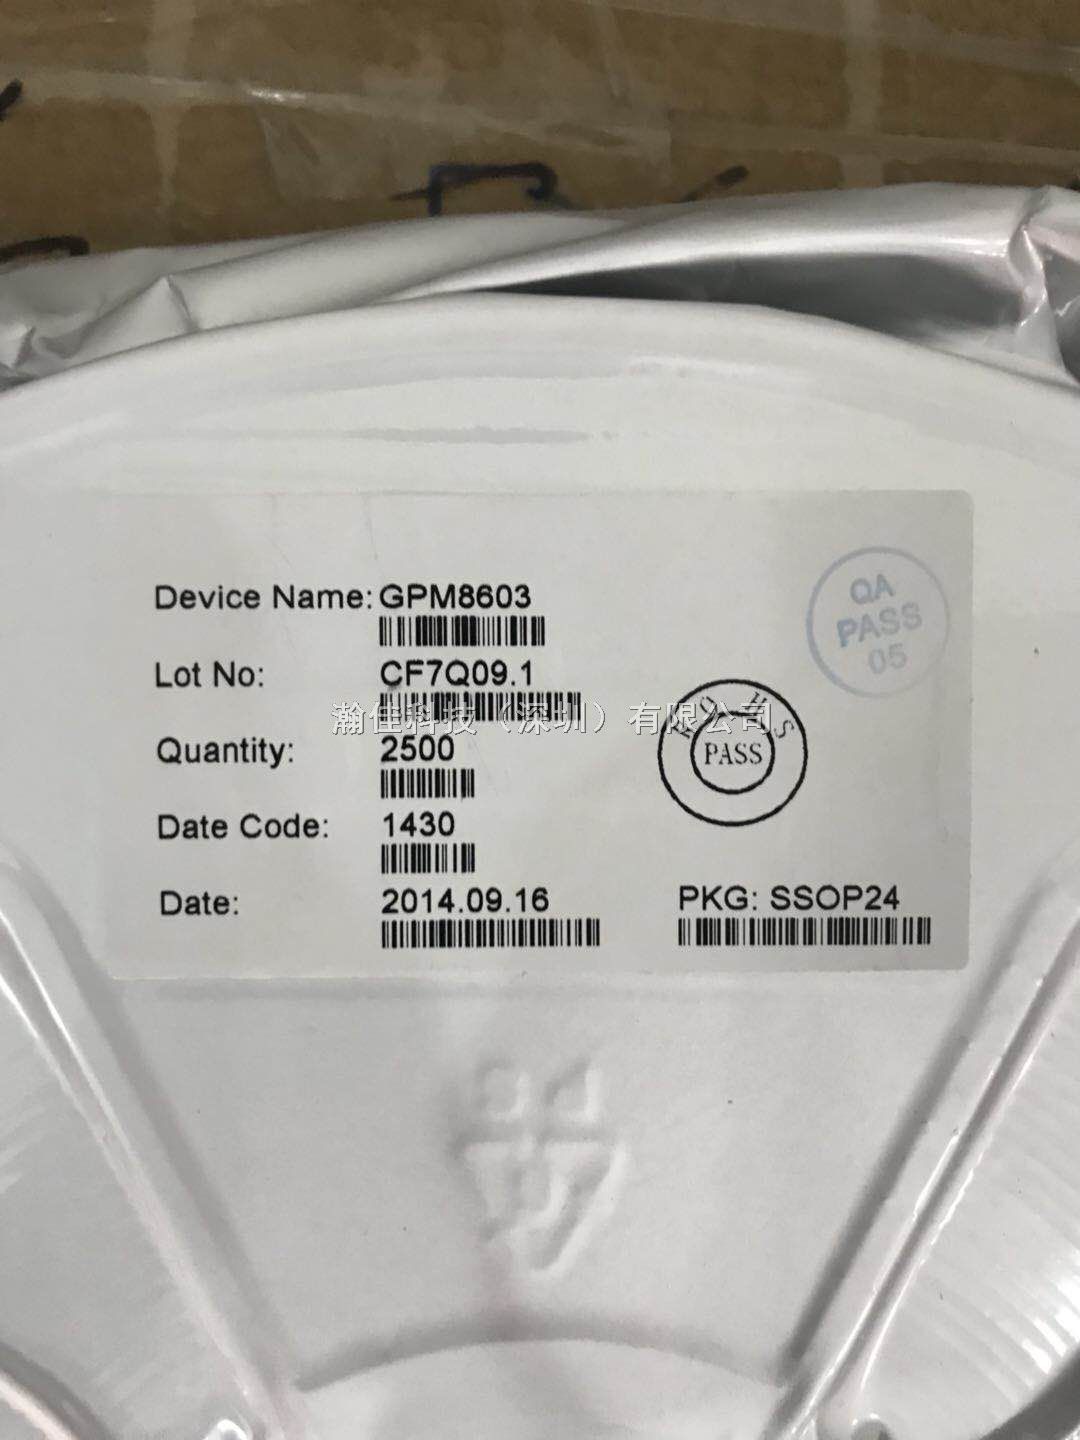 Device Name: GPM8603
Lot No: CF7Q09.1
瀚佳科技（深圳）有限公司
Quantity: 2500
Date Code: 1430
Date: 2014.09.16
PKG: SSOP24
QA
PASS
05
ROHS
PASS